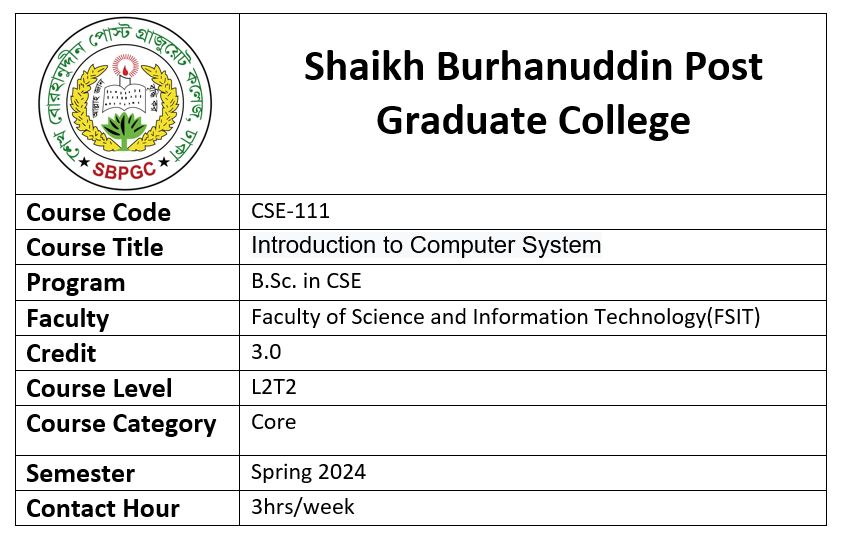 শেখ বোরহানুদ্দীন পোস্ট গ্রাজুয়েট কলেজ, ঢাকা
SBPGC
Shaikh Burhanuddin Post
Graduate College
Course Code CSE-111
Course Title Introduction to Computer System
Program B.Sc. in CSE
Faculty Faculty of Science and Information Technology(FSIT)
Credit 3.0
Course Level L2T2
Course Category Core
Semester Spring 2024
Contact Hour 3hrs/week